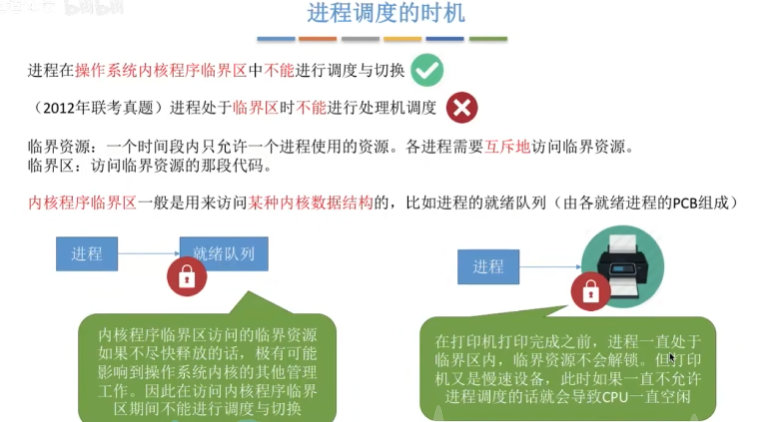 进程调度的时机
进程在操作系统内核程序临界区中不能进行调度与切换
（2012年联考真题）进程处于临界区时不能进行处理机调度
临界资源：一个时间段内只允许一个进程使用的资源。各进程需要互斥地访问临界资源。
临界区：访问临界资源的那段代码。
内核程序临界区一般是用来访问某种内核数据结构的，比如进程的就绪队列（由各就绪进程的PCB组成）
进程
就绪队列
进程
内核程序临界区访问的临界资源
如果不尽快释放的话，极有可能
影响到操作系统内核的其他管理
工作。因此在访问内核程序临界
区期间不能进行调度与切换
在打印机打印完成之前，进程一直处于
临界区内，临界资源不会解锁。但打印
机又是慢速设备，此时如果一直不允许
进程调度的话就会导致CPU一直空闲